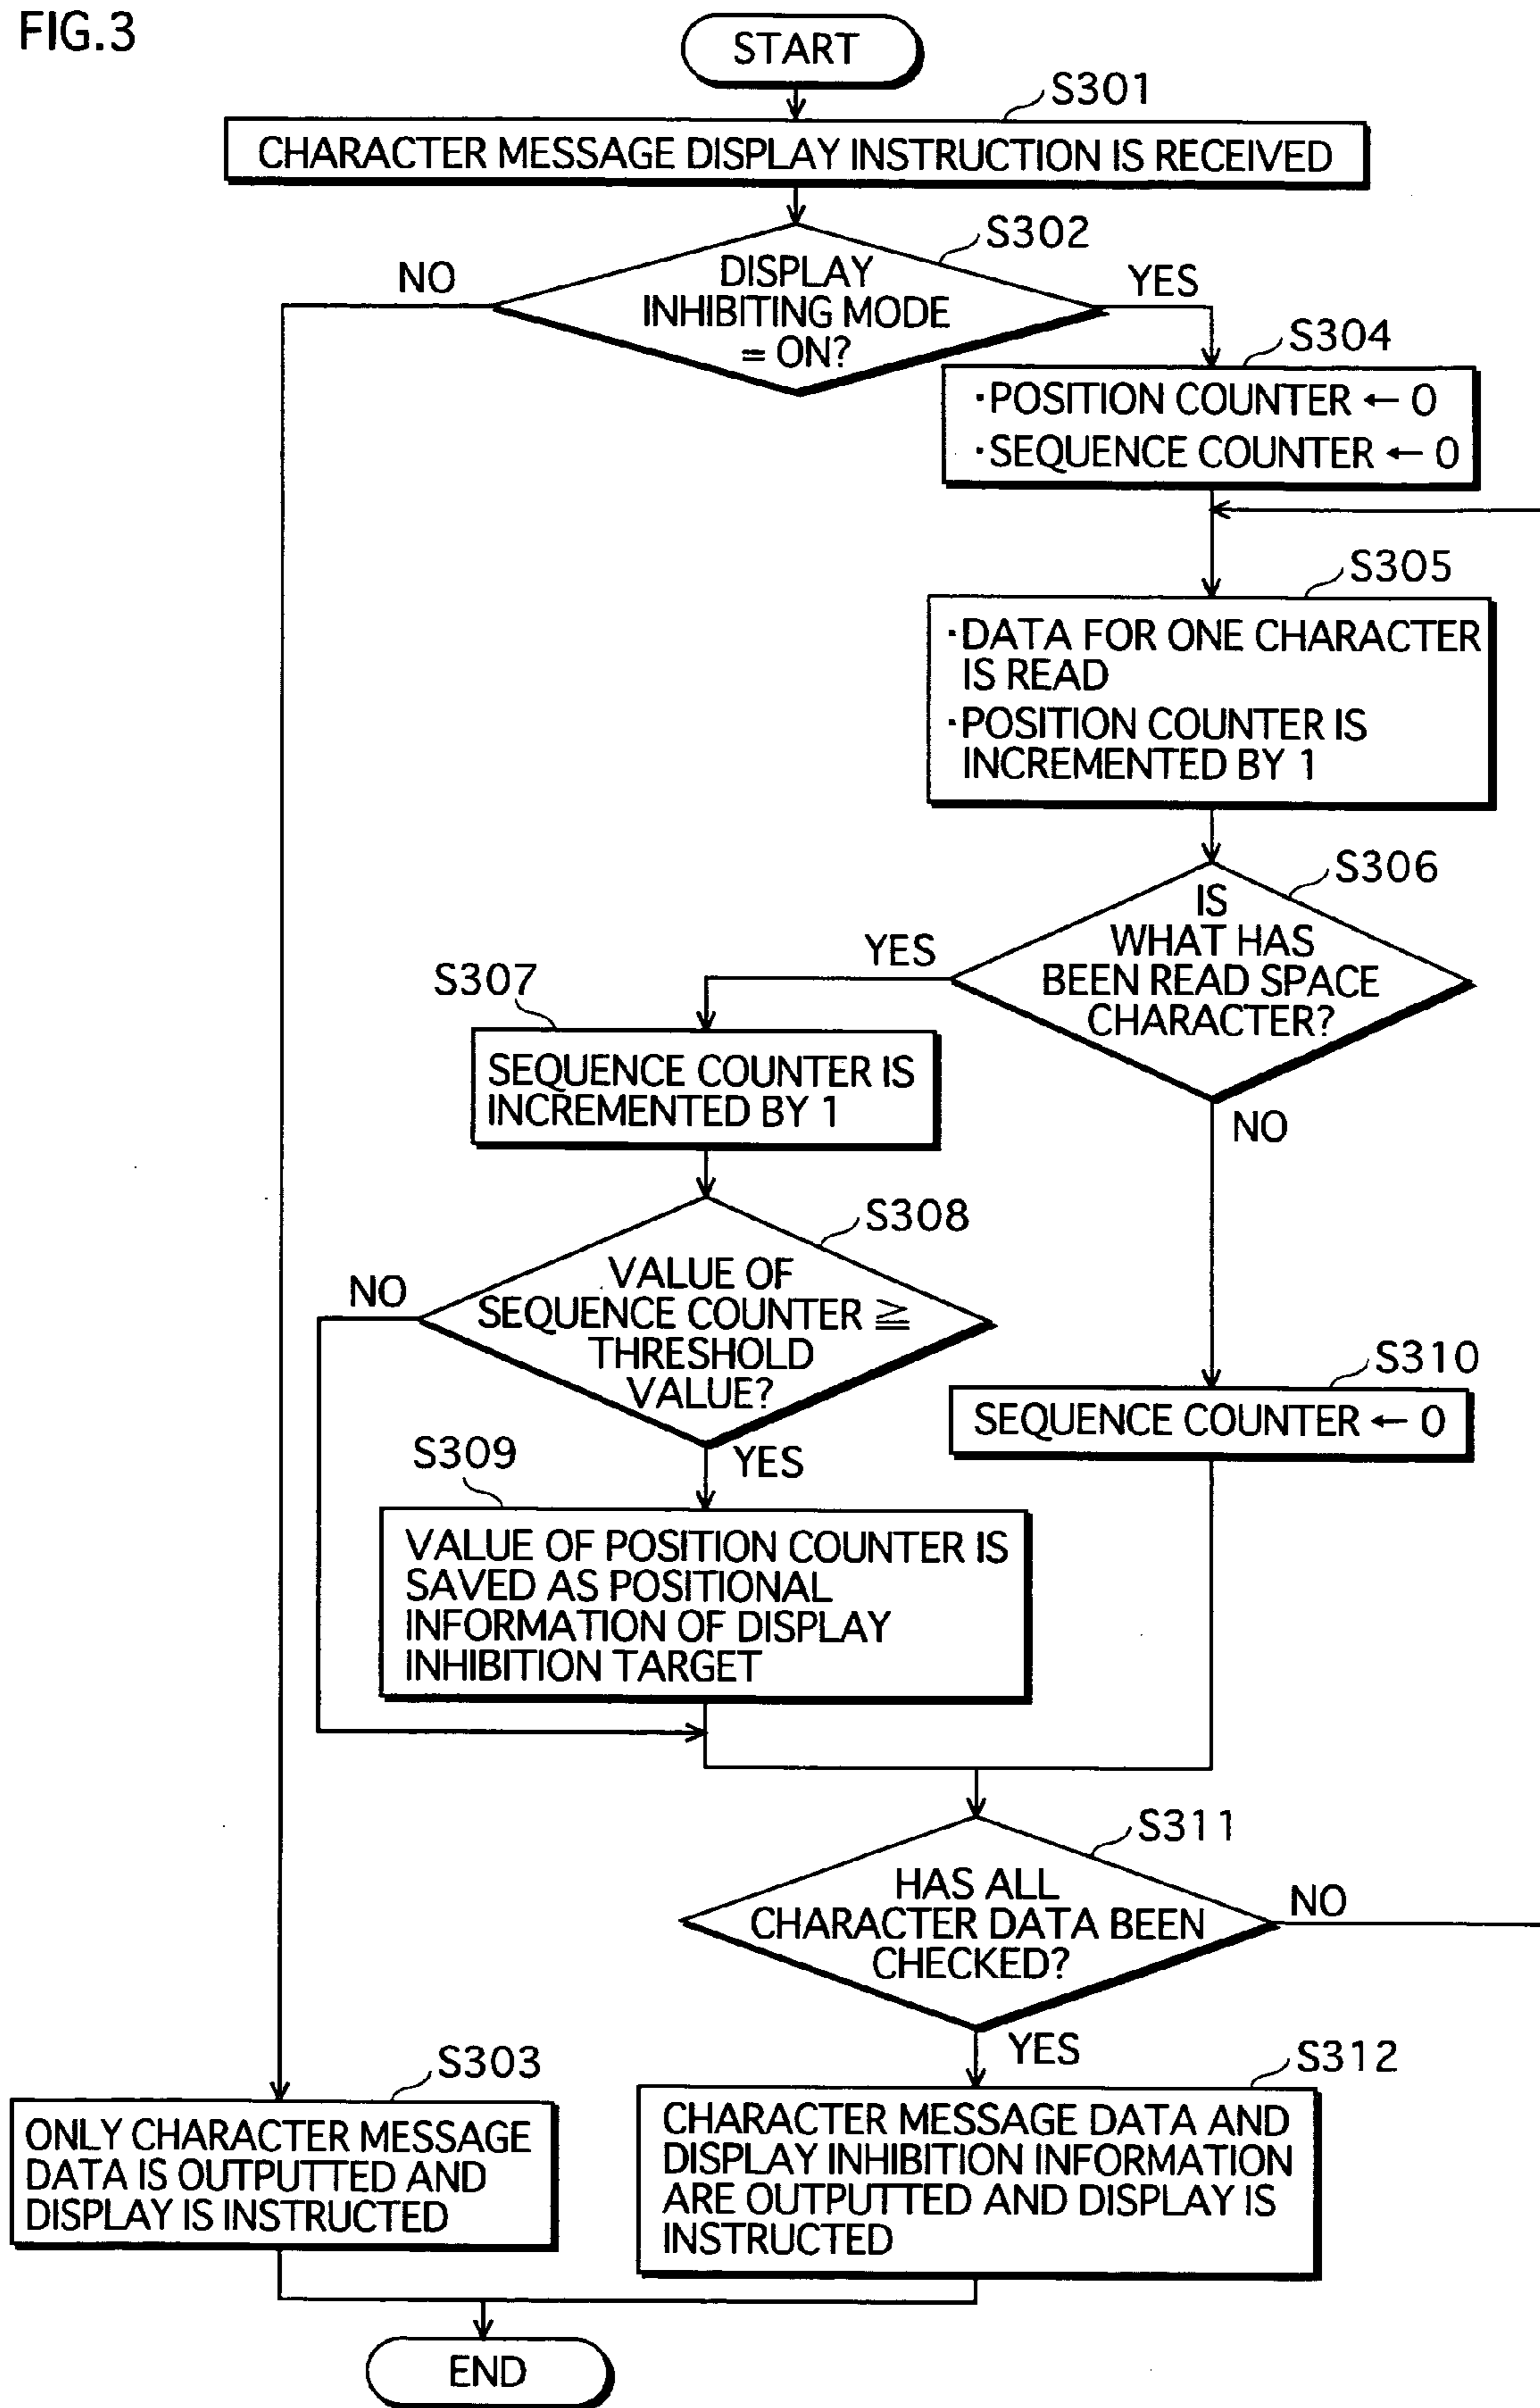 FIG.3
START
S301
CHARACTER MESSAGE DISPLAY INSTRUCTION IS RECEIVED
S302
NO
DISPLAY
INHIBITING MODE
= ON?
YES
S304
·POSITION COUNTER ← 0
·SEQUENCE COUNTER ← 0
S305
·DATA FOR ONE CHARACTER
IS READ
·POSITION COUNTER IS
INCREMENTED BY 1
S306
IS
WHAT HAS
BEEN READ SPACE
CHARACTER?
YES
NO
S307
SEQUENCE COUNTER IS
INCREMENTED BY 1
S308
NO
VALUE OF
SEQUENCE COUNTER ≧
THRESHOLD
VALUE?
YES
S310
SEQUENCE COUNTER ← 0
S309
VALUE OF POSITION COUNTER IS
SAVED AS POSITIONAL
INFORMATION OF DISPLAY
INHIBITION TARGET
S311
HAS ALL
CHARACTER DATA BEEN
CHECKED?
NO
YES
S303
ONLY CHARACTER MESSAGE
DATA IS OUTPUTTED AND
DISPLAY IS INSTRUCTED
S312
CHARACTER MESSAGE DATA AND
DISPLAY INHIBITION INFORMATION
ARE OUTPUTTED AND DISPLAY IS
INSTRUCTED
END